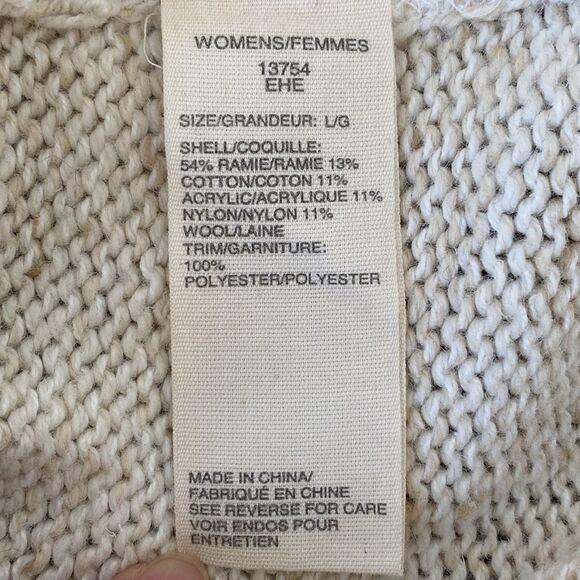 WOMENS/FEMMES
13754
EHE
SIZE/GRANDEUR: L/G
SHELL/COQUILLE:
54% RAMIE/RAMIE 13%
COTTON/COTON 11%
ACRYLIC/ACRYLIQUE 11%
NYLON/NYLON 11%
WOOL/LAINE
TRIM/GARNITURE:
100%
POLYESTER/POLYESTER
MADE IN CHINA/
FABRIQUÉ EN CHINE
SEE REVERSE FOR CARE
VOIR ENDOS POUR
ENTRETIEN